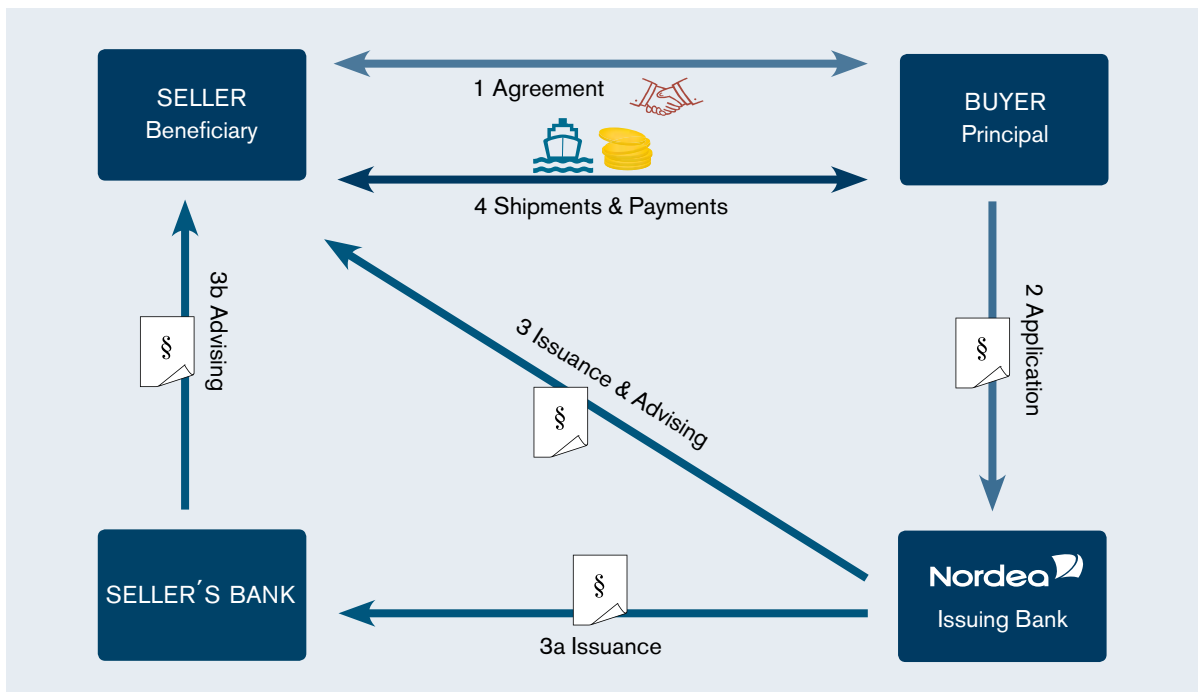 SELLER
Beneficiary
1 Agreement
BUYER
Principal
4 Shipments & Payments
3b Advising
§
3 Issuance & Advising
§
2 Application
§
SELLER´S BANK
§
3a Issuance
Nordea
Issuing Bank